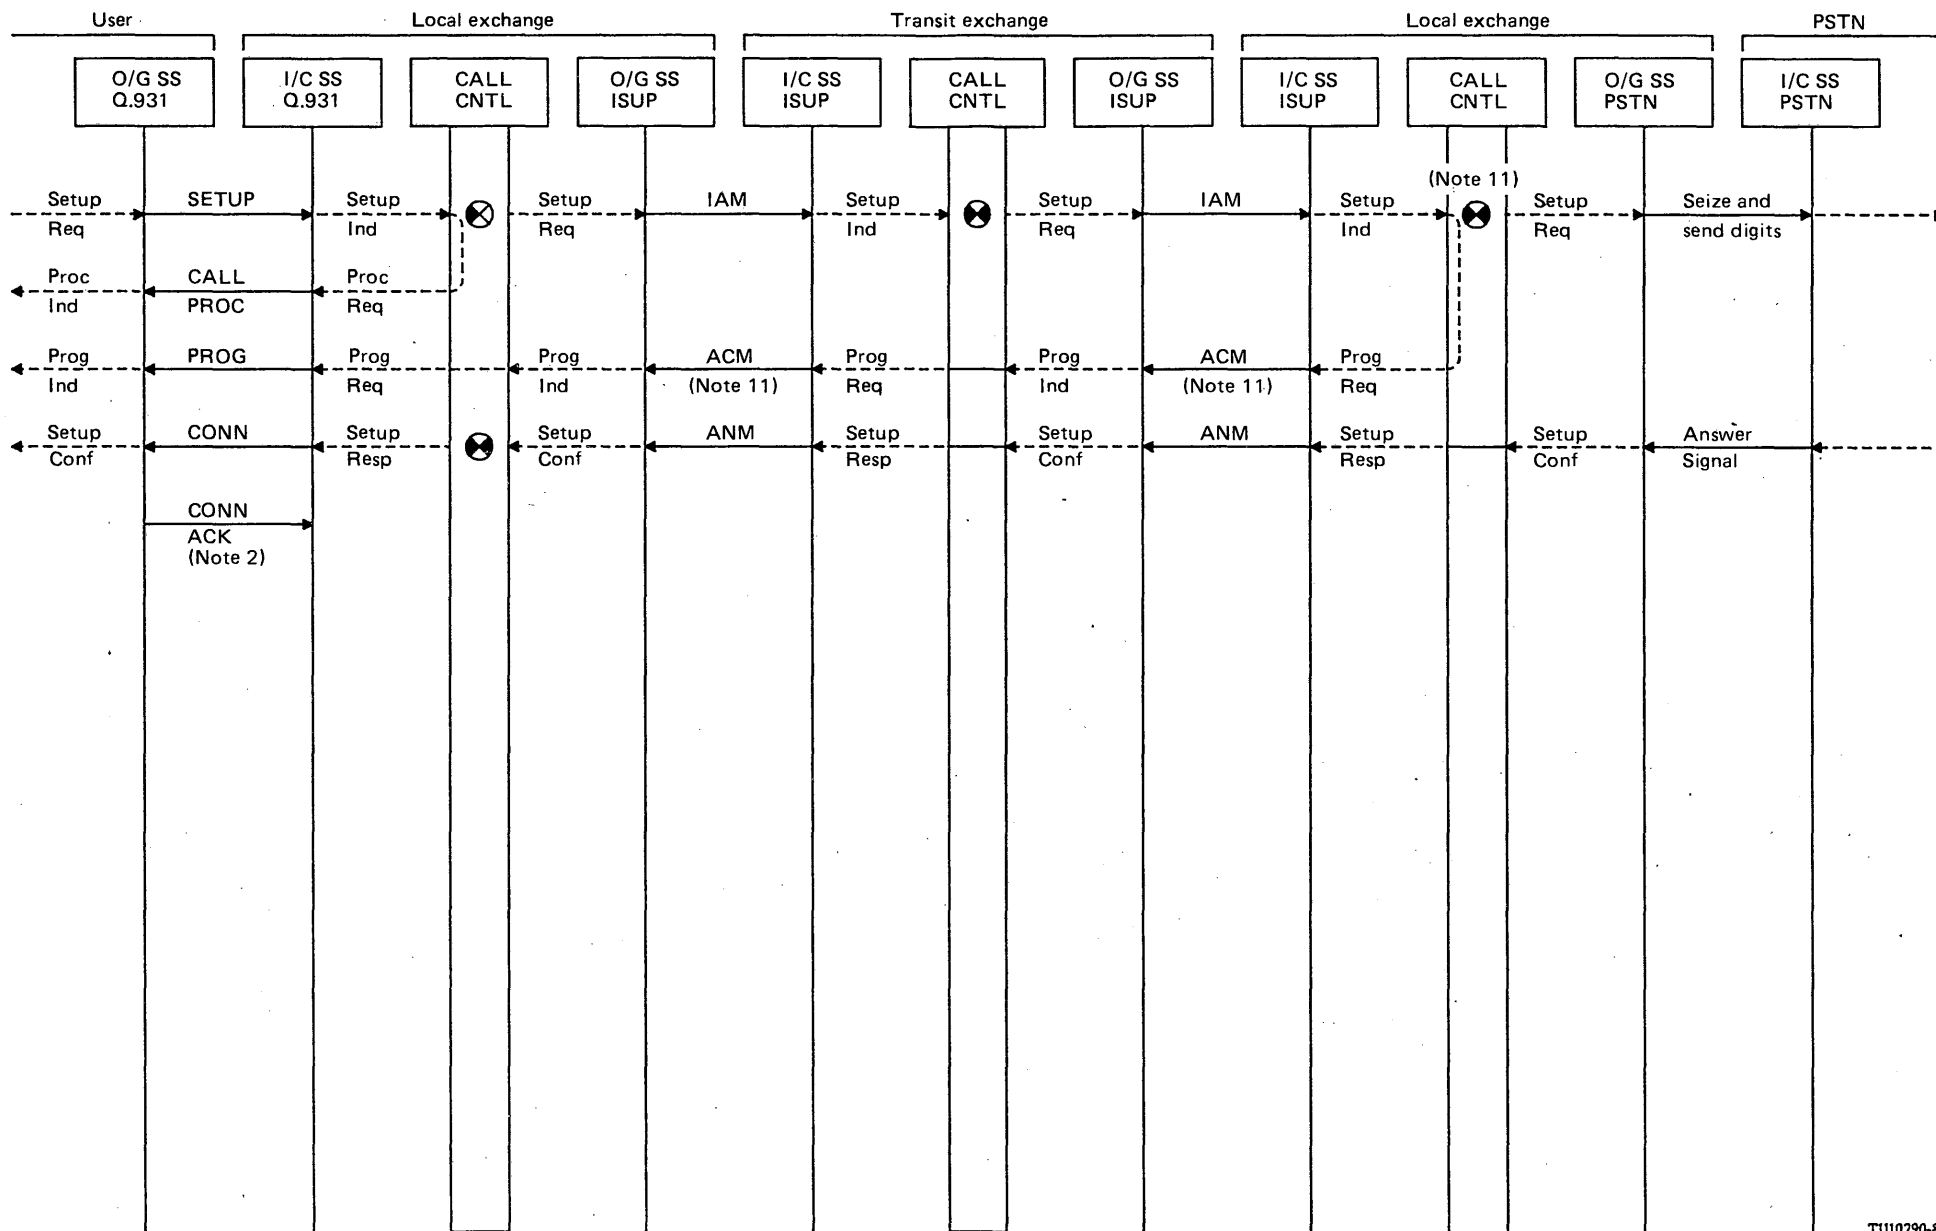 User Local exchange Transit exchange Local exchange PSTN
O/G SS I/C SS CALL O/G SS I/C SS CALL O/G SS I/C SS CALL O/G SS I/C SS
Q.931 Q.931 CNTL ISUP ISUP CNTL ISUP ISUP CNTL PSTN PSTN
(Note 11)
Setup SETUP Setup Setup IAM Setup Setup IAM Setup Setup Seize and
Req Ind Req Ind Req Ind Req send digits
Proc CALL Proc
Ind PROC Req
Prog PROG Prog Prog ACM Prog Prog ACM Prog
Ind Req Ind (Note 11) Req Ind (Note 11) Req
Setup CONN Setup Setup ANM Setup Setup ANM Setup Setup Answer
Conf Resp Conf Resp Conf Resp Conf Signal
CONN
ACK
(Note 2)